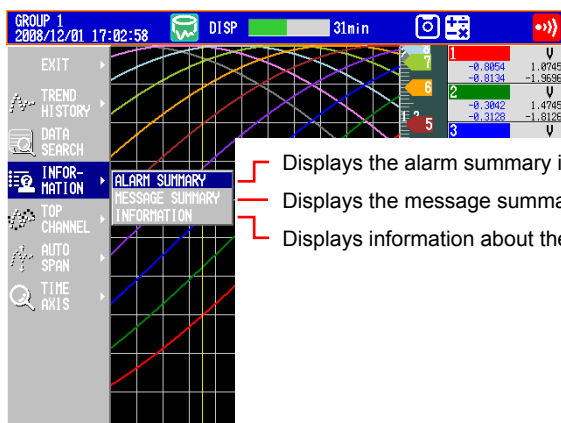 GROUP 1
2008/12/01 17:02:58
DISP
31min
EXIT
TREND
HISTORY
DATA
SEARCH
INFOR-
MATION
TOP
CHANNEL
AUTO
SPAN
TIME
AXIS
ALARM SUMMARY
MESSAGE SUMMARY
INFORMATION
Displays the alarm summary
Displays the message
Displays information about
8
7
6
5
1 V
-0.8054 1.0745
-0.8134 -1.9696
2 V
-0.3042 1.4745
-0.3128 -1.8126
3 V